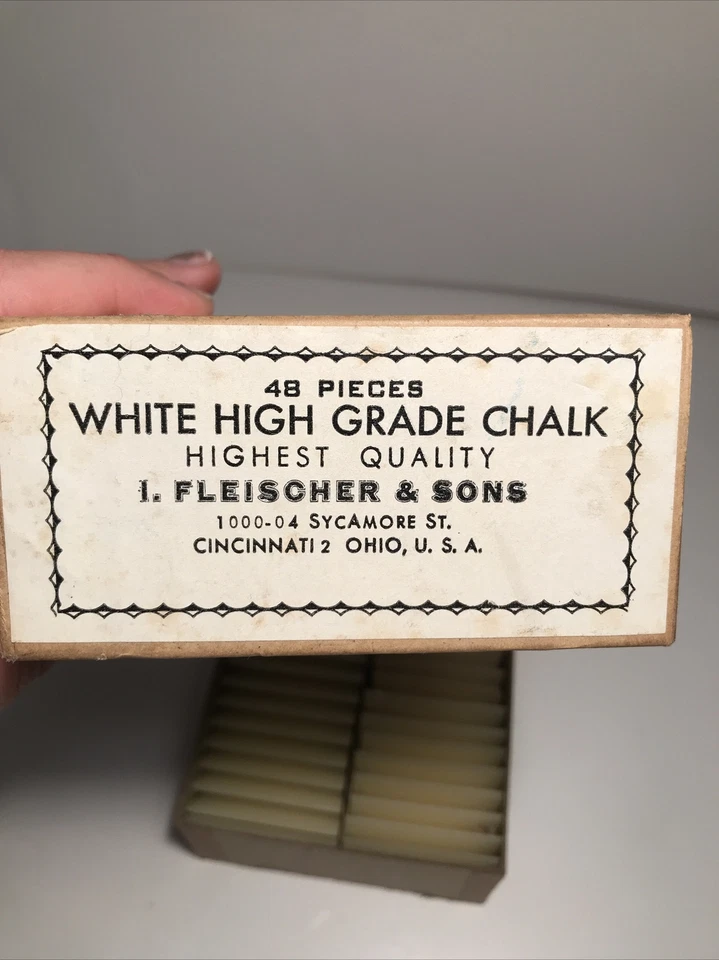 48 PIECES
WHITE HIGH GRADE CHALK
HIGHEST QUALITY
I. FLEISCHER & SONS
1000-04 SYCAMORE ST.
CINCINNATI 2 OHIO, U. S. A.